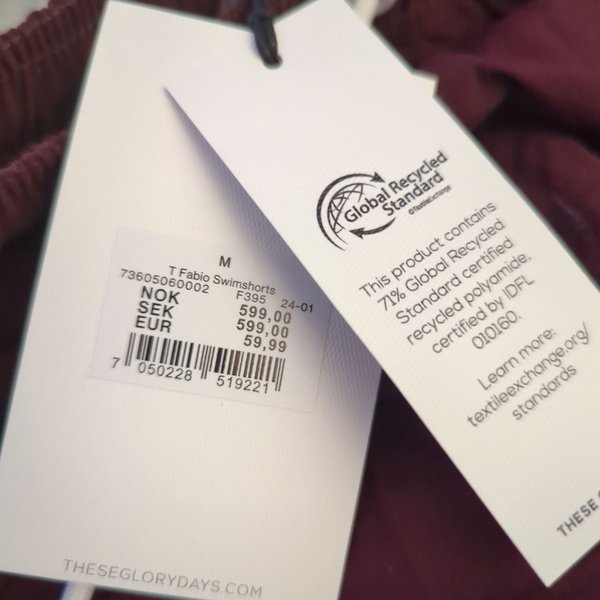 M
T Fabio Swimshorts
73605060002 F395 24-01
NOK 599,00
SEK 599,00
EUR 59,99
7 050228 519221
THESEGLORYDAYS.COM
Global Recycled
Standard
©TextileExchange
This product contains
71% Global Recycled
Standard certified
recycled polyamide.
certified by IDFL
010160.
Learn more:
textileexchange.org/
standards
THESE